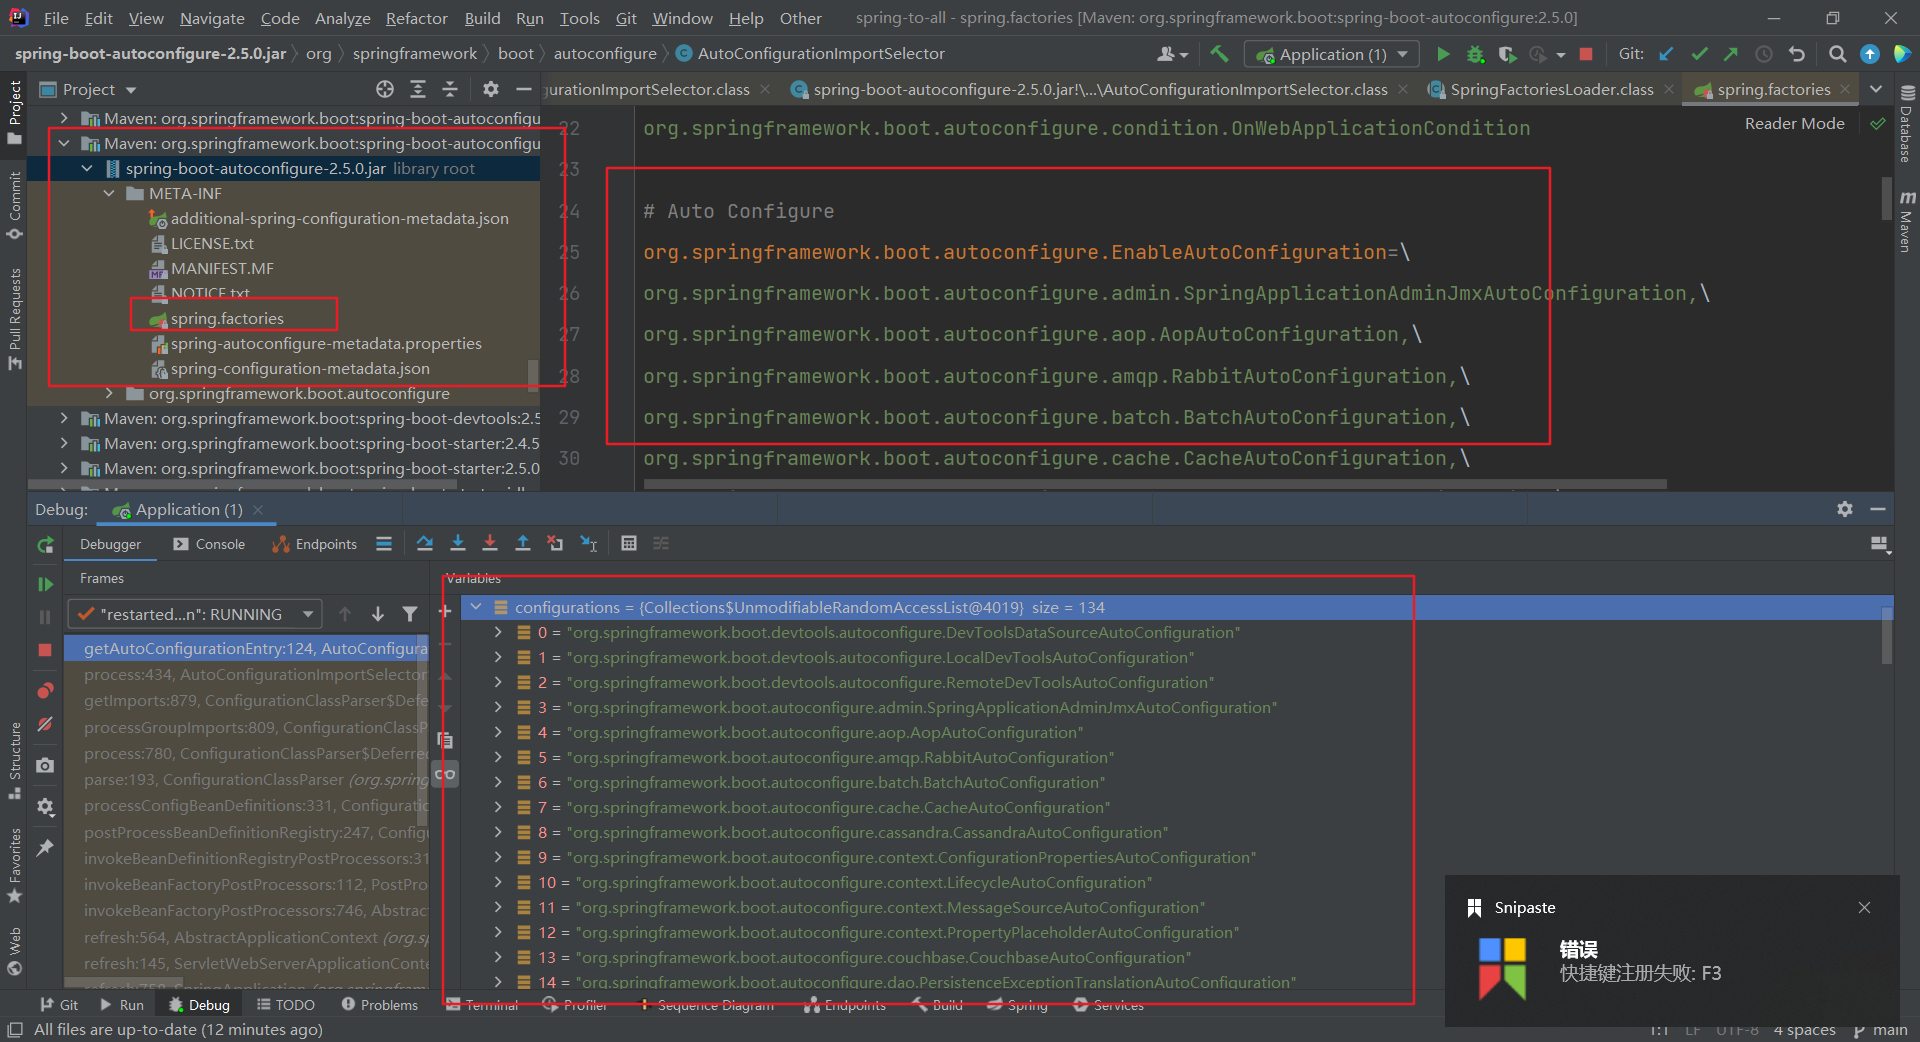 File Edit View Navigate Code Analyze Refactor Build Run Tools Git Window Help Other spring-to-all - spring.factories [Maven: org.springframework.boot:spring-boot-autoconfigure:2.5.0]
spring-boot-autoconfigure-2.5.0.jar org springframework boot autoconfigure AutoConfigurationImportSelector Application (1) Git:
Project urationImportSelector.class spring-boot-autoconfigure-2.5.0.jar!\...\AutoConfigurationImportSelector.class SpringFactoriesLoader.class spring.factories
Project
Commit
Pull Requests
Structure
Favorites
Web
Database
Maven
Maven: org.springframework.boot:spring-boot-autoconfigu
Maven: org.springframework.boot:spring-boot-autoconfigu
spring-boot-autoconfigure-2.5.0.jar library root
META-INF
additional-spring-configuration-metadata.json
LICENSE.txt
MANIFEST.MF
NOTICE.txt
spring.factories
spring-autoconfigure-metadata.properties
spring-configuration-metadata.json
org.springframework.boot.autoconfigure
Maven: org.springframework.boot:spring-boot-devtools:2.5
Maven: org.springframework.boot:spring-boot-starter:2.4.5
Maven: org.springframework.boot:spring-boot-starter:2.5.0
Reader Mode
22 org.springframework.boot.autoconfigure.condition.OnWebApplicationCondition
23
24 # Auto Configure
25 org.springframework.boot.autoconfigure.EnableAutoConfiguration=\
26 org.springframework.boot.autoconfigure.admin.SpringApplicationAdminJmxAutoConfiguration,\
27 org.springframework.boot.autoconfigure.aop.AopAutoConfiguration,\
28 org.springframework.boot.autoconfigure.amqp.RabbitAutoConfiguration,\
29 org.springframework.boot.autoconfigure.batch.BatchAutoConfiguration,\
30 org.springframework.boot.autoconfigure.cache.CacheAutoConfiguration,\
Debug: Application (1)
Debugger Console Endpoints
Frames
"restarted...n": RUNNING
getAutoConfigurationEntry:124, AutoConfigura
process:434, AutoConfigurationImportSelector
getImports:879, ConfigurationClassParser$Defe
processGroupImports:809, ConfigurationClassP
process:780, ConfigurationClassParser$Deferre
parse:193, ConfigurationClassParser (org.spring
processConfigBeanDefinitions:331, Configuratio
postProcessBeanDefinitionRegistry:247, Config
invokeBeanDefinitionRegistryPostProcessors:31
invokeBeanFactoryPostProcessors:112, PostPro
invokeBeanFactoryPostProcessors:746, Abstrac
refresh:564, AbstractApplicationContext (org.sp
refresh:145, ServletWebServerApplicationConte
refresh:758, SpringApplication (org.springfram
Variables
configurations = {Collections$UnmodifiableRandomAccessList@4019} size = 134
0 = "org.springframework.boot.devtools.autoconfigure.DevToolsDataSourceAutoConfiguration"
1 = "org.springframework.boot.devtools.autoconfigure.LocalDevToolsAutoConfiguration"
2 = "org.springframework.boot.devtools.autoconfigure.RemoteDevToolsAutoConfiguration"
3 = "org.springframework.boot.autoconfigure.admin.SpringApplicationAdminJmxAutoConfiguration"
4 = "org.springframework.boot.autoconfigure.aop.AopAutoConfiguration"
5 = "org.springframework.boot.autoconfigure.amqp.RabbitAutoConfiguration"
6 = "org.springframework.boot.autoconfigure.batch.BatchAutoConfiguration"
7 = "org.springframework.boot.autoconfigure.cache.CacheAutoConfiguration"
8 = "org.springframework.boot.autoconfigure.cassandra.CassandraAutoConfiguration"
9 = "org.springframework.boot.autoconfigure.context.ConfigurationPropertiesAutoConfiguration"
10 = "org.springframework.boot.autoconfigure.context.LifecycleAutoConfiguration"
11 = "org.springframework.boot.autoconfigure.context.MessageSourceAutoConfiguration"
12 = "org.springframework.boot.autoconfigure.context.PropertyPlaceholderAutoConfiguration"
13 = "org.springframework.boot.autoconfigure.couchbase.CouchbaseAutoConfiguration"
14 = "org.springframework.boot.autoconfigure.dao.PersistenceExceptionTranslationAutoConfiguration"
Snipaste
错误
快捷键注册失败: F3
Git Run Debug TODO Problems Terminal Profiler Sequence Diagram Endpoints Build Spring Services
All files are up-to-date (12 minutes ago) 1:1 LF UTF-8 4 spaces main